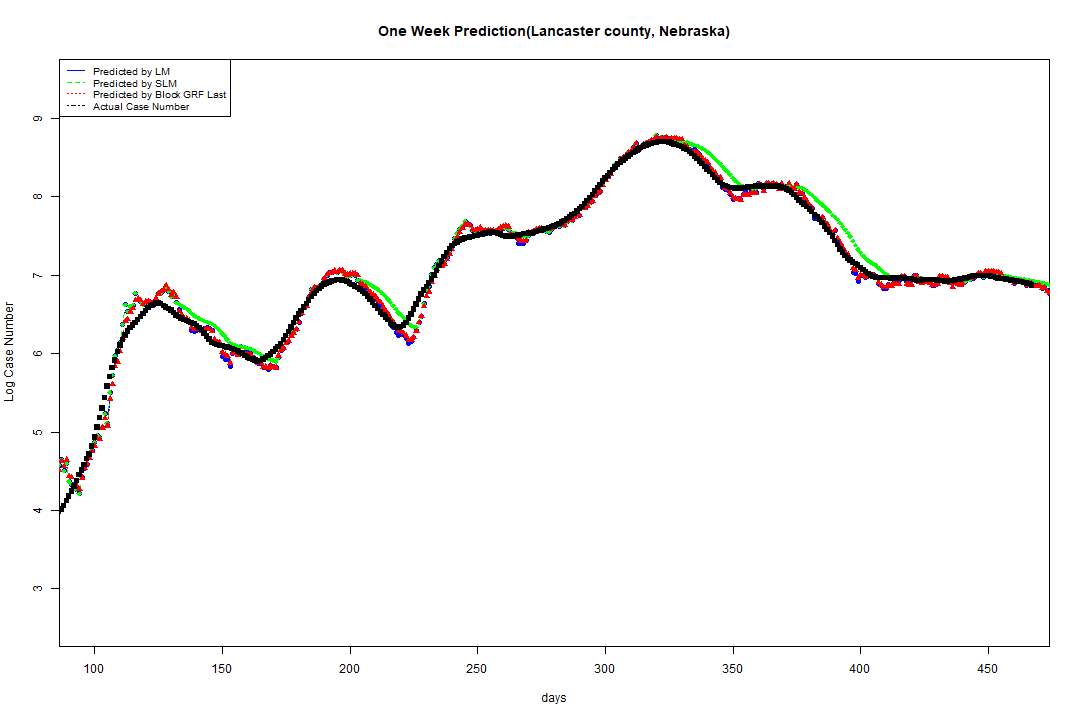 One Week Prediction(Lancaster county, Nebraska)
Predicted by LM
Predicted by SLM
Predicted by Block GRF Last
Actual Case Number
9
8
7
6
5
4
3
Log Case Number
100 150 200 250 300 350 400 450
days